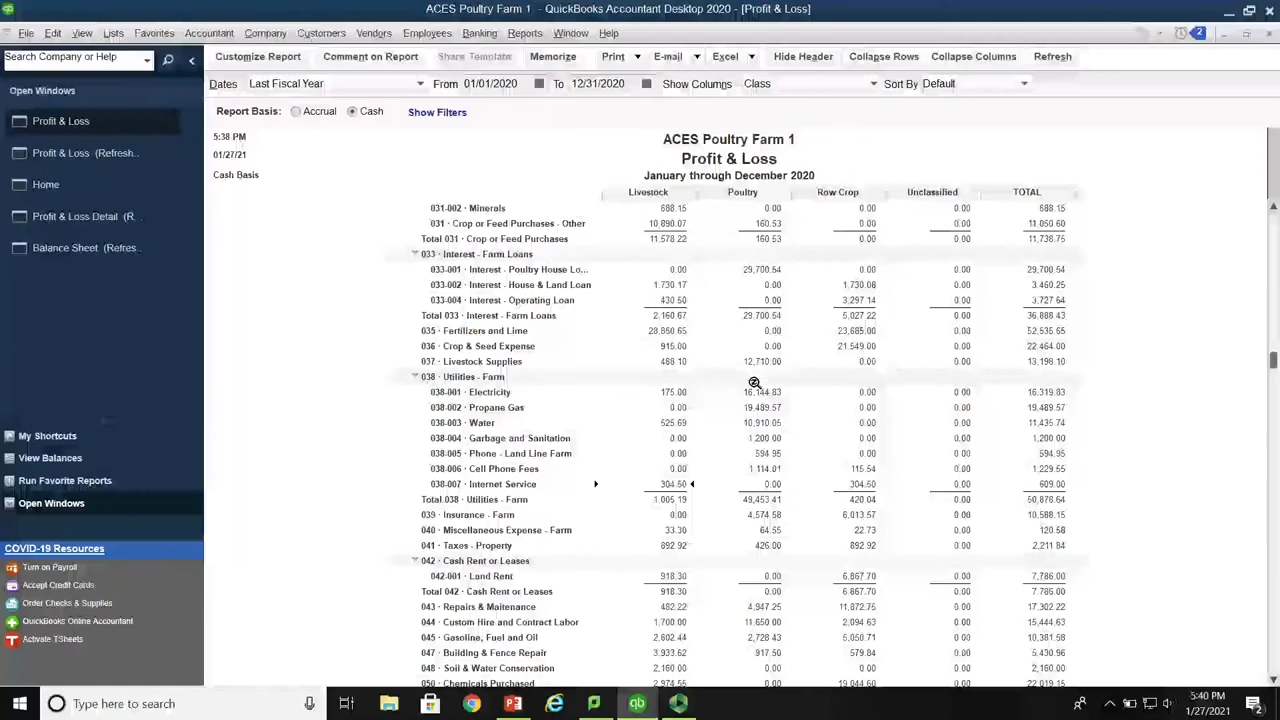 ACES Poultry Farm 1 - QuickBooks Accountant Desktop 2020 - [Profit & Loss]
File Edit View Lists Favorites Accountant Company Customers Vendors Employees Banking Reports Window Help
2
Search Company or Help
Customize Report Comment on Report Share Template Memorize Print E-mail Excel Hide Header Collapse Rows Collapse Columns Refresh
Open Windows
Dates Last Fiscal Year From 01/01/2020 To 12/31/2020 Show Columns Class Sort By Default
Report Basis: Accrual Cash Show Filters
Profit & Loss
Profit & Loss (Refresh..
Home
Profit & Loss Detail (R..
Balance Sheet (Refres..
My Shortcuts
View Balances
Run Favorite Reports
Open Windows
COVID-19 Resources
Turn on Payroll
Accept Credit Cards
Order Checks & Supplies
QuickBooks Online Accountant
Activate TSheets
5:38 PM
01/27/21
Cash Basis
ACES Poultry Farm 1
Profit & Loss
January through December 2020
Livestock Poultry Row Crop Unclassified TOTAL
031-002 · Minerals 688.15 0.00 0.00 0.00 688.15
031 · Crop or Feed Purchases - Other 10,890.07 160.53 0.00 0.00 11,050.60
Total 031 · Crop or Feed Purchases 11,578.22 160.53 0.00 0.00 11,738.75
033 · Interest - Farm Loans
033-001 · Interest - Poultry House Lo... 0.00 29,700.54 0.00 0.00 29,700.54
033-002 · Interest - House & Land Loan 1,730.17 0.00 1,730.08 0.00 3,460.25
033-004 · Interest - Operating Loan 430.50 0.00 3,297.14 0.00 3,727.64
Total 033 · Interest - Farm Loans 2,160.67 29,700.54 5,027.22 0.00 36,888.43
035 · Fertilizers and Lime 28,850.65 0.00 23,685.00 0.00 52,535.65
036 · Crop & Seed Expense 915.00 0.00 21,549.00 0.00 22,464.00
037 · Livestock Supplies 488.10 12,710.00 0.00 0.00 13,198.10
038 · Utilities - Farm
038-001 · Electricity 175.00 16,144.83 0.00 0.00 16,319.83
038-002 · Propane Gas 0.00 19,489.57 0.00 0.00 19,489.57
038-003 · Water 525.69 10,910.05 0.00 0.00 11,435.74
038-004 · Garbage and Sanitation 0.00 1,200.00 0.00 0.00 1,200.00
038-005 · Phone - Land Line Farm 0.00 594.95 0.00 0.00 594.95
038-006 · Cell Phone Fees 0.00 1,114.01 115.54 0.00 1,229.55
038-007 · Internet Service 304.50 0.00 304.50 0.00 609.00
Total 038 · Utilities - Farm 1,005.19 49,453.41 420.04 0.00 50,878.64
039 · Insurance - Farm 0.00 4,574.58 6,013.57 0.00 10,588.15
040 · Miscellaneous Expense - Farm 33.30 64.55 22.73 0.00 120.58
041 · Taxes - Property 892.92 426.00 892.92 0.00 2,211.84
042 · Cash Rent or Leases
042-001 · Land Rent 918.30 0.00 6,867.70 0.00 7,786.00
Total 042 · Cash Rent or Leases 918.30 0.00 6,867.70 0.00 7,786.00
043 · Repairs & Maitenance 482.22 4,947.25 11,872.75 0.00 17,302.22
044 · Custom Hire and Contract Labor 1,700.00 11,650.00 2,094.63 0.00 15,444.63
045 · Gasoline, Fuel and Oil 2,602.44 2,728.43 5,050.71 0.00 10,381.58
047 · Building & Fence Repair 3,933.62 917.50 579.84 0.00 5,430.96
048 · Soil & Water Conservation 2,160.00 0.00 0.00 0.00 2,160.00
050 · Chemicals Purchased 2,974.55 0.00 19,044.60 0.00 22,019.15
Type here to search
5:40 PM
1/27/2021
2